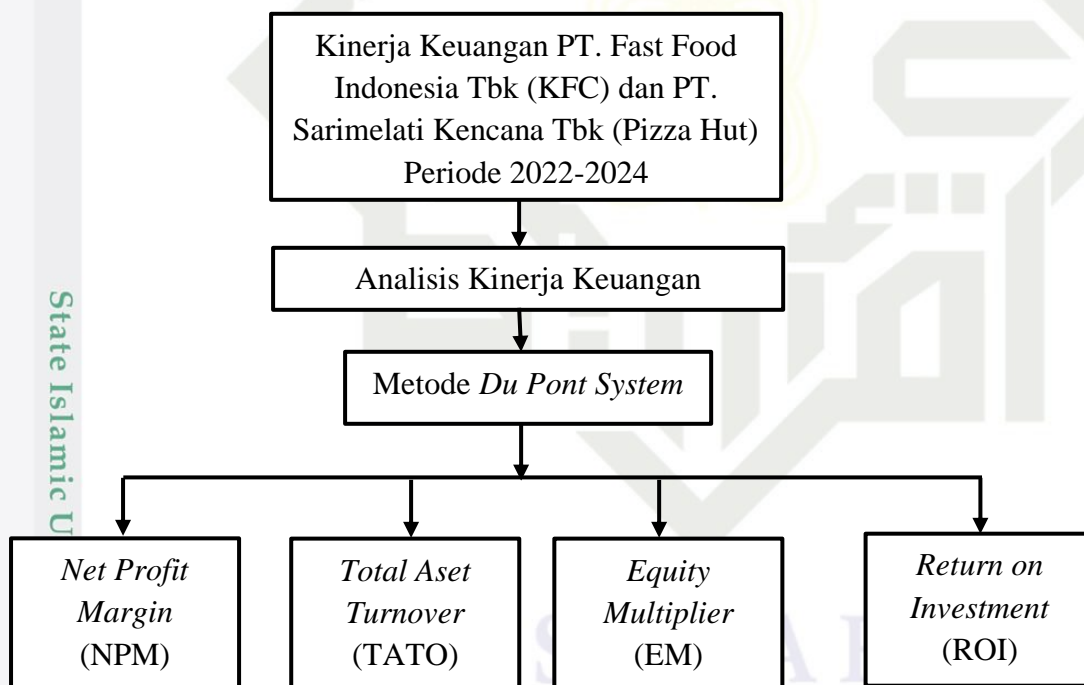 Kinerja Keuangan PT. Fast Food
Indonesia Tbk (KFC) dan PT.
Sarimelati Kencana Tbk (Pizza Hut)
Periode 2022-2024
Analisis Kinerja Keuangan
Metode Du Pont System
Net Profit
Margin
(NPM)
Total Aset
Turnover
(TATO)
Equity
Multiplier
(EM)
Return on
Investment
(ROI)
State Islamic U